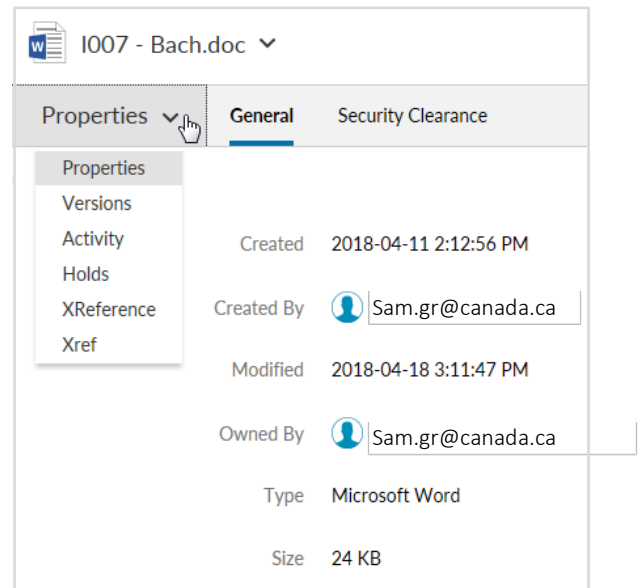 I007 - Bach.doc
Properties General Security Clearance
Properties
Versions
Activity
Holds
XReference
Xref
Created 2018-04-11 2:12:56 PM
Created By Sam.gr@canada.ca
Modified 2018-04-18 3:11:47 PM
Owned By Sam.gr@canada.ca
Type Microsoft Word
Size 24 KB